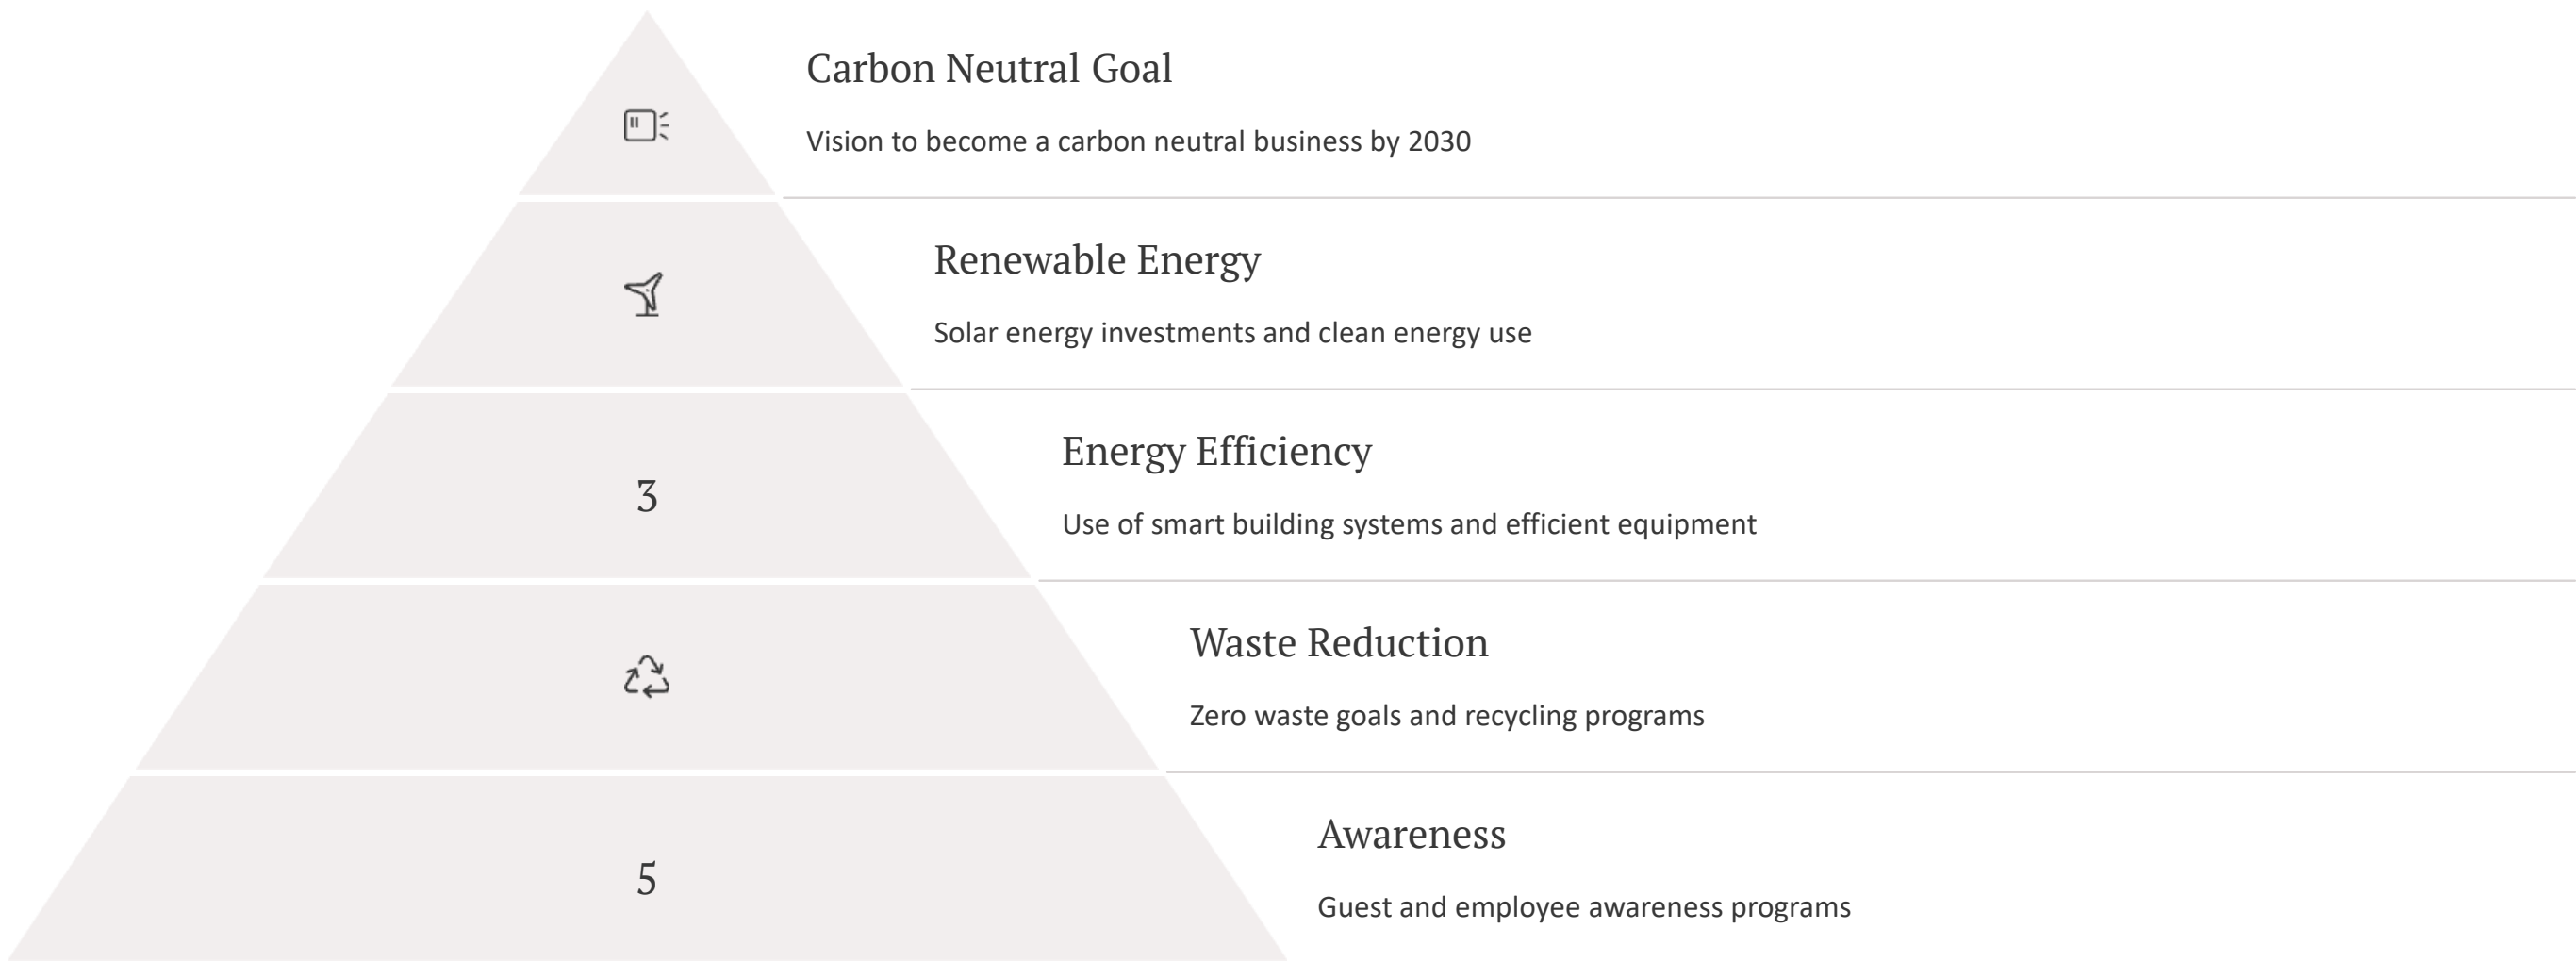 Carbon Neutral Goal
Vision to become a carbon neutral business by 2030
Renewable Energy
Solar energy investments and clean energy use
3
Energy Efficiency
Use of smart building systems and efficient equipment
Waste Reduction
Zero waste goals and recycling programs
5
Awareness
Guest and employee awareness programs